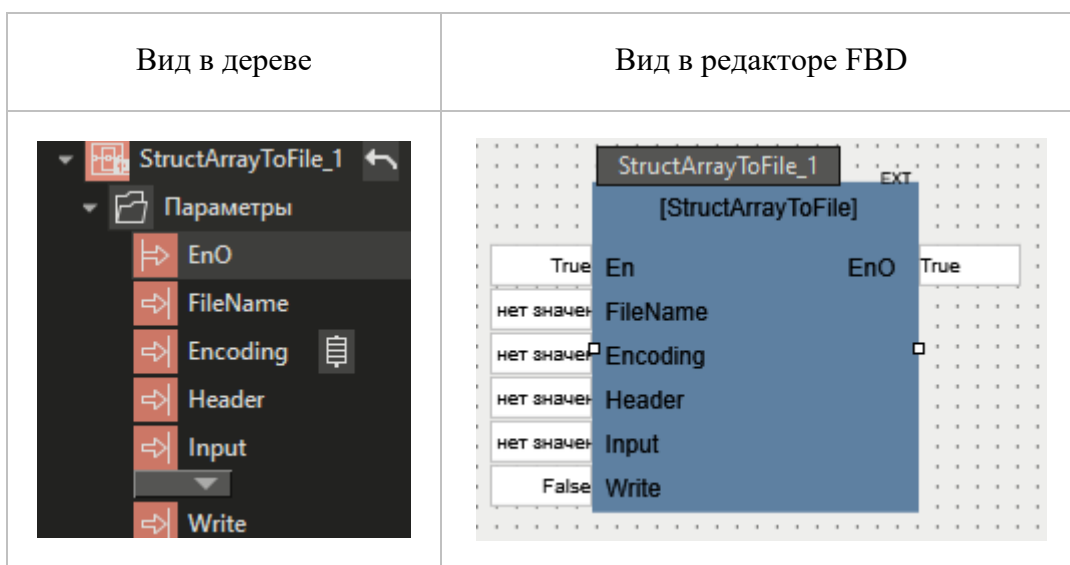 Вид в дереве
Вид в редакторе FBD
StructArrayToFile_1
Параметры
EnO
FileName
Encoding
Header
Input
Write
StructArrayToFile_1
EXT
[StructArrayToFile]
True En EnO True
нет значен FileName
нет значен Encoding
нет значен Header
нет значен Input
False Write